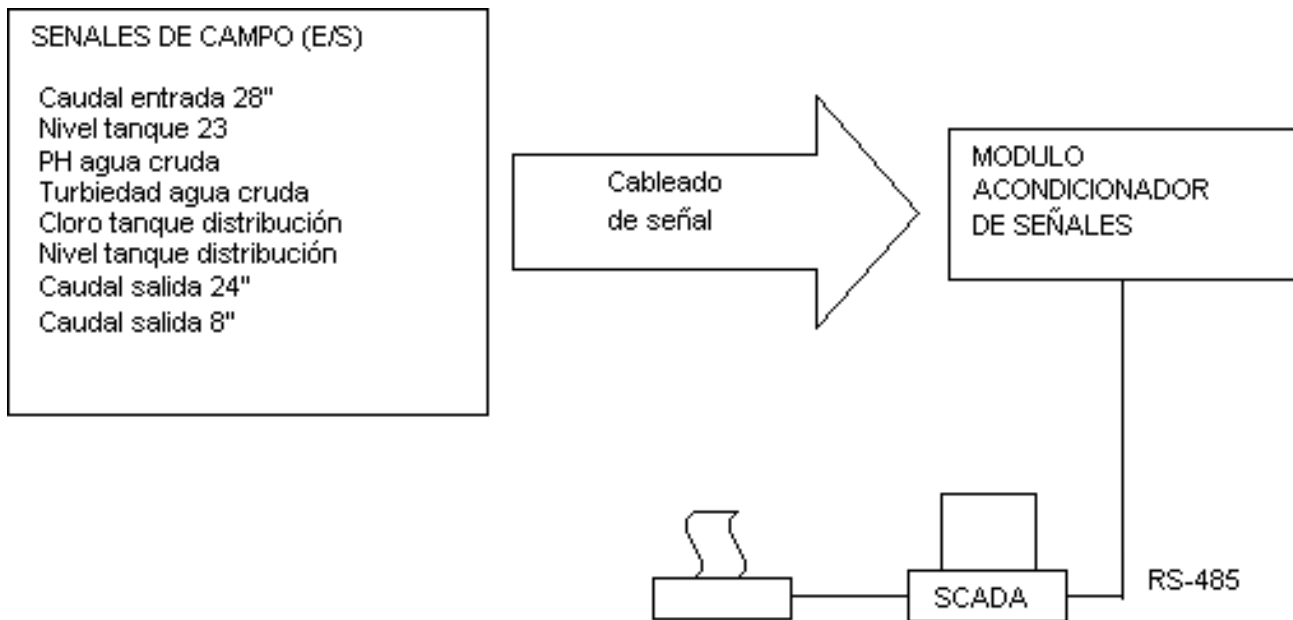 SENALES DE CAMPO (E/S)
Caudal entrada 28"
Nivel tanque 23
PH agua cruda
Turbiedad agua cruda
Cloro tanque distribución
Nivel tanque distribución
Caudal salida 24"
Caudal salida 8"
Cableado
de señal
MODULO
ACONDICIONADOR
DE SEÑALES
RS-485
SCADA